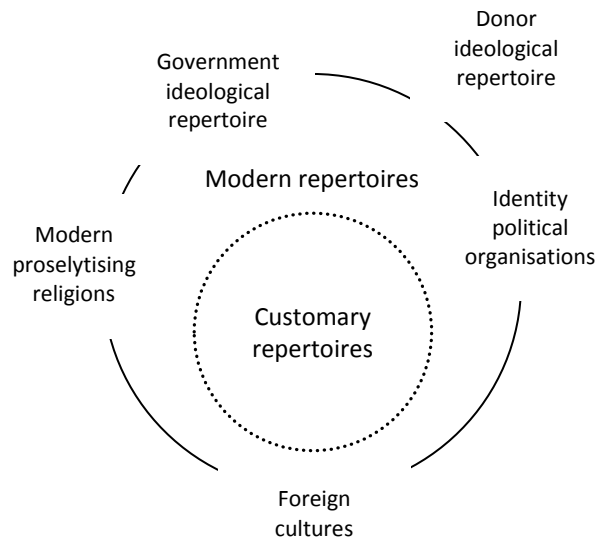 Donor
ideological
repertoire
Government
ideological
repertoire
Modern repertoires
Identity
political
organisations
Modern
proselytising
religions
Customary
repertoires
Foreign
cultures